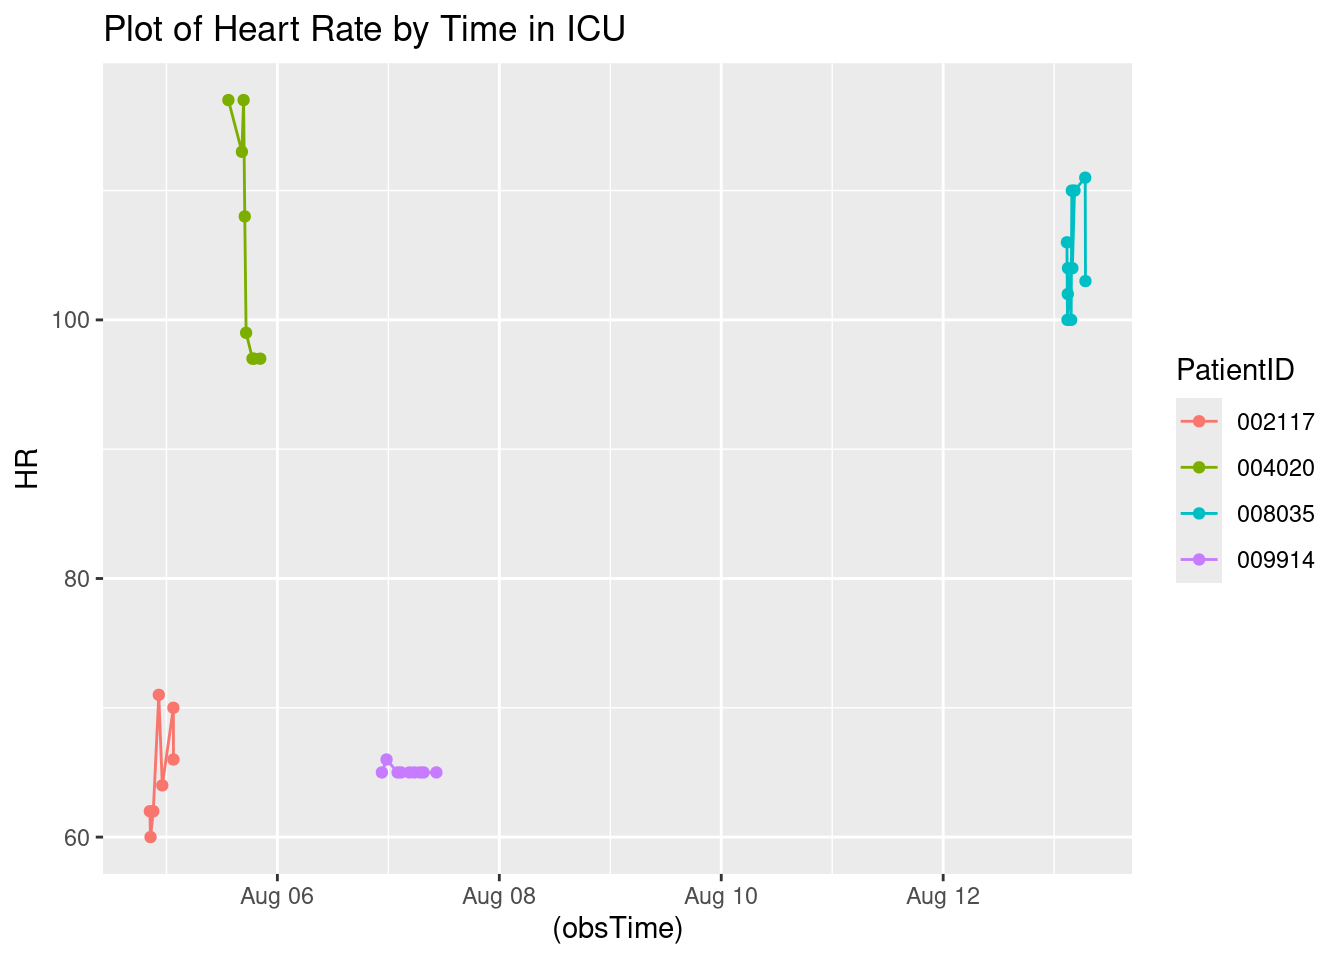 Plot of Heart Rate by Time in ICU
HR
100
80
60
Aug 06 Aug 08 Aug 10 Aug 12
(obsTime)
PatientID
002117
004020
008035
009914